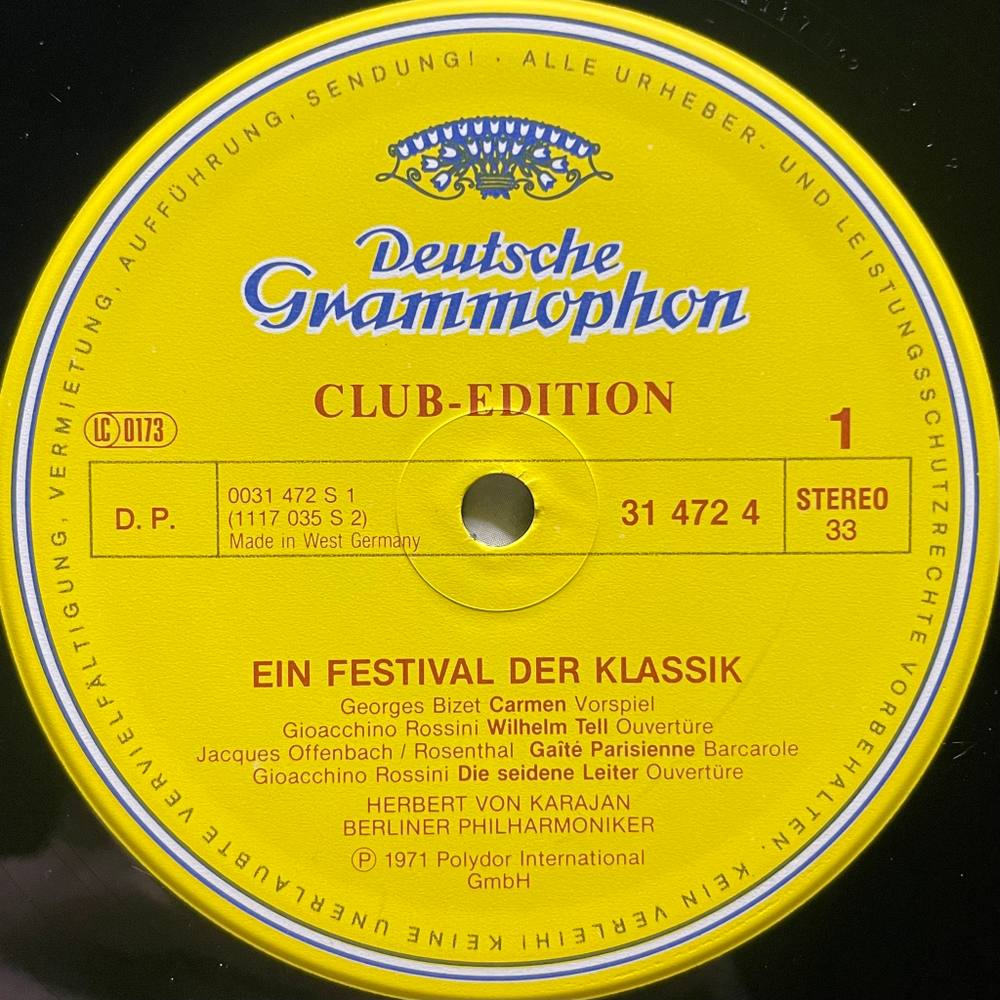 ALLE URHEBER- UND LEISTUNGSSCHUTZRECHTE VORBEHALTEN. KEIN VERLEIH! KEINE UNERLAUBTE VERVIELFÄLTIGUNG, VERMIETUNG, AUFFÜHRUNG, SENDUNG! ·
Deutsche
Grammophon
CLUB-EDITION
LC 0173
1
D. P.
0031 472 S 1
(1117 035 S 2)
Made in West Germany
31 472 4
STEREO
33
EIN FESTIVAL DER KLASSIK
Georges Bizet Carmen Vorspiel
Gioacchino Rossini Wilhelm Tell Ouvertüre
Jacques Offenbach / Rosenthal Gaîté Parisienne Barcarole
Gioacchino Rossini Die seidene Leiter Ouvertüre
HERBERT VON KARAJAN
BERLINER PHILHARMONIKER
Ⓟ 1971 Polydor International
GmbH